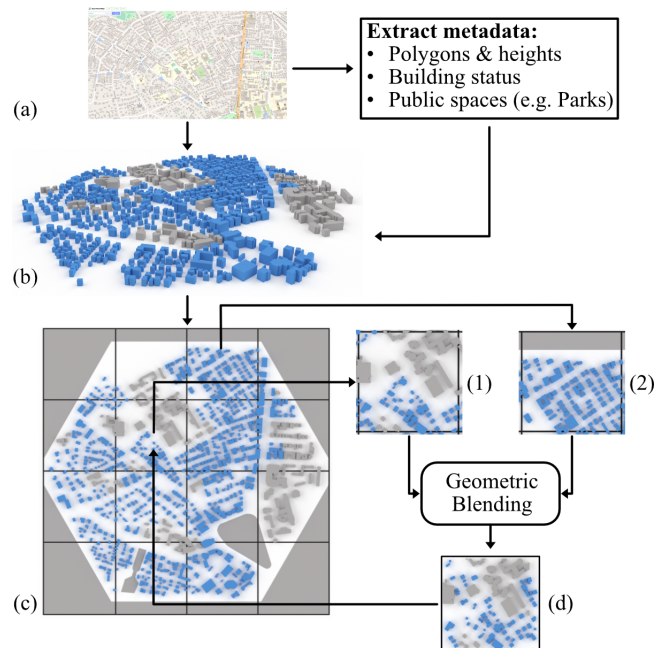 Extract metadata:
• Polygons & heights
• Building status
• Public spaces (e.g. Parks)
(a)
(b)
(1)
(2)
Geometric
Blending
(c)
(d)